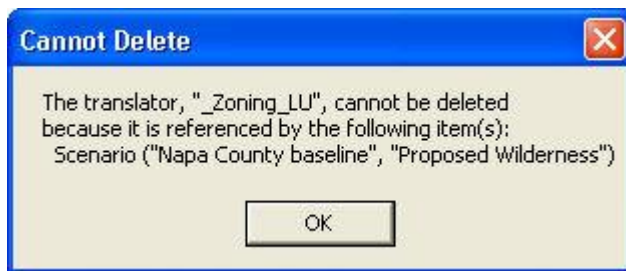 Cannot Delete
The translator, "_Zoning_LU", cannot be deleted
because it is referenced by the following item(s):
Scenario ("Napa County baseline", "Proposed Wilderness")
OK